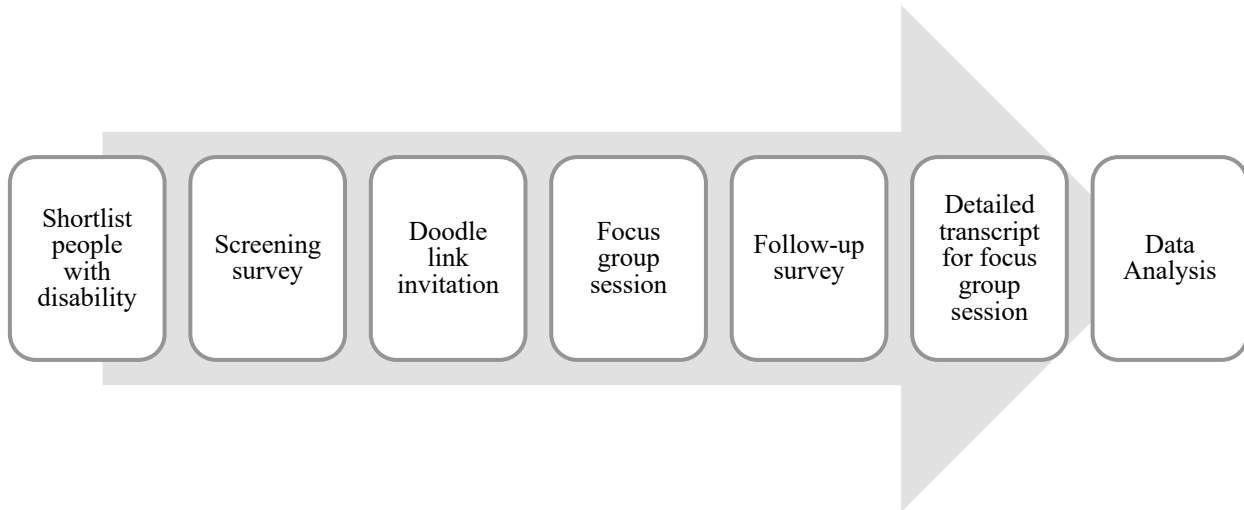 Shortlist
people
with
disability
Screening
survey
Doodle
link
invitation
Focus
group
session
Follow-up
survey
Detailed
transcript
for focus
group
session
Data
Analysis